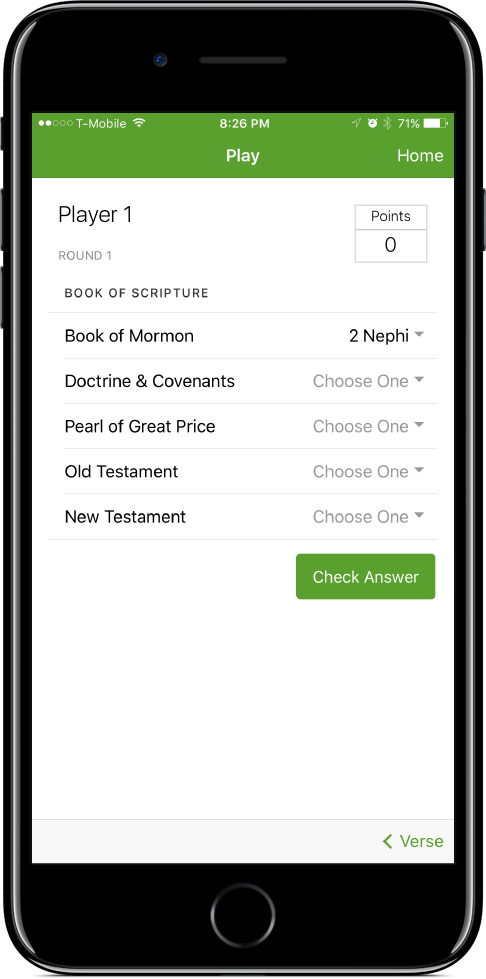 T-Mobile 8:26 PM 71%
Play Home
Player 1
Points
0
ROUND 1
BOOK OF SCRIPTURE
Book of Mormon 2 Nephi
Doctrine & Covenants Choose One
Pearl of Great Price Choose One
Old Testament Choose One
New Testament Choose One
Check Answer
Verse